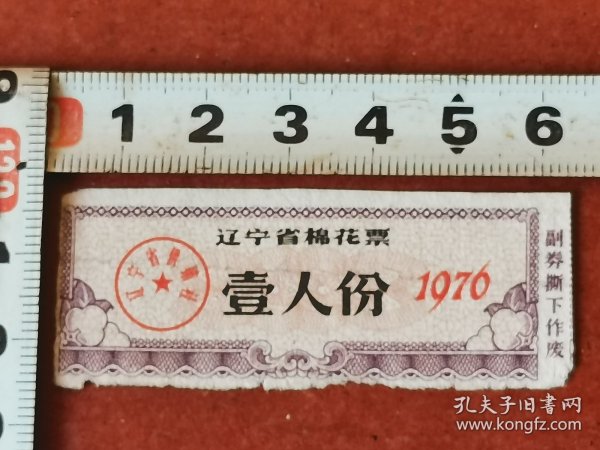 1 2 3 4 5 6
辽宁省棉花票
壹人份
1976
副券撕下作废
孔夫子旧书网
www.kongfz.com